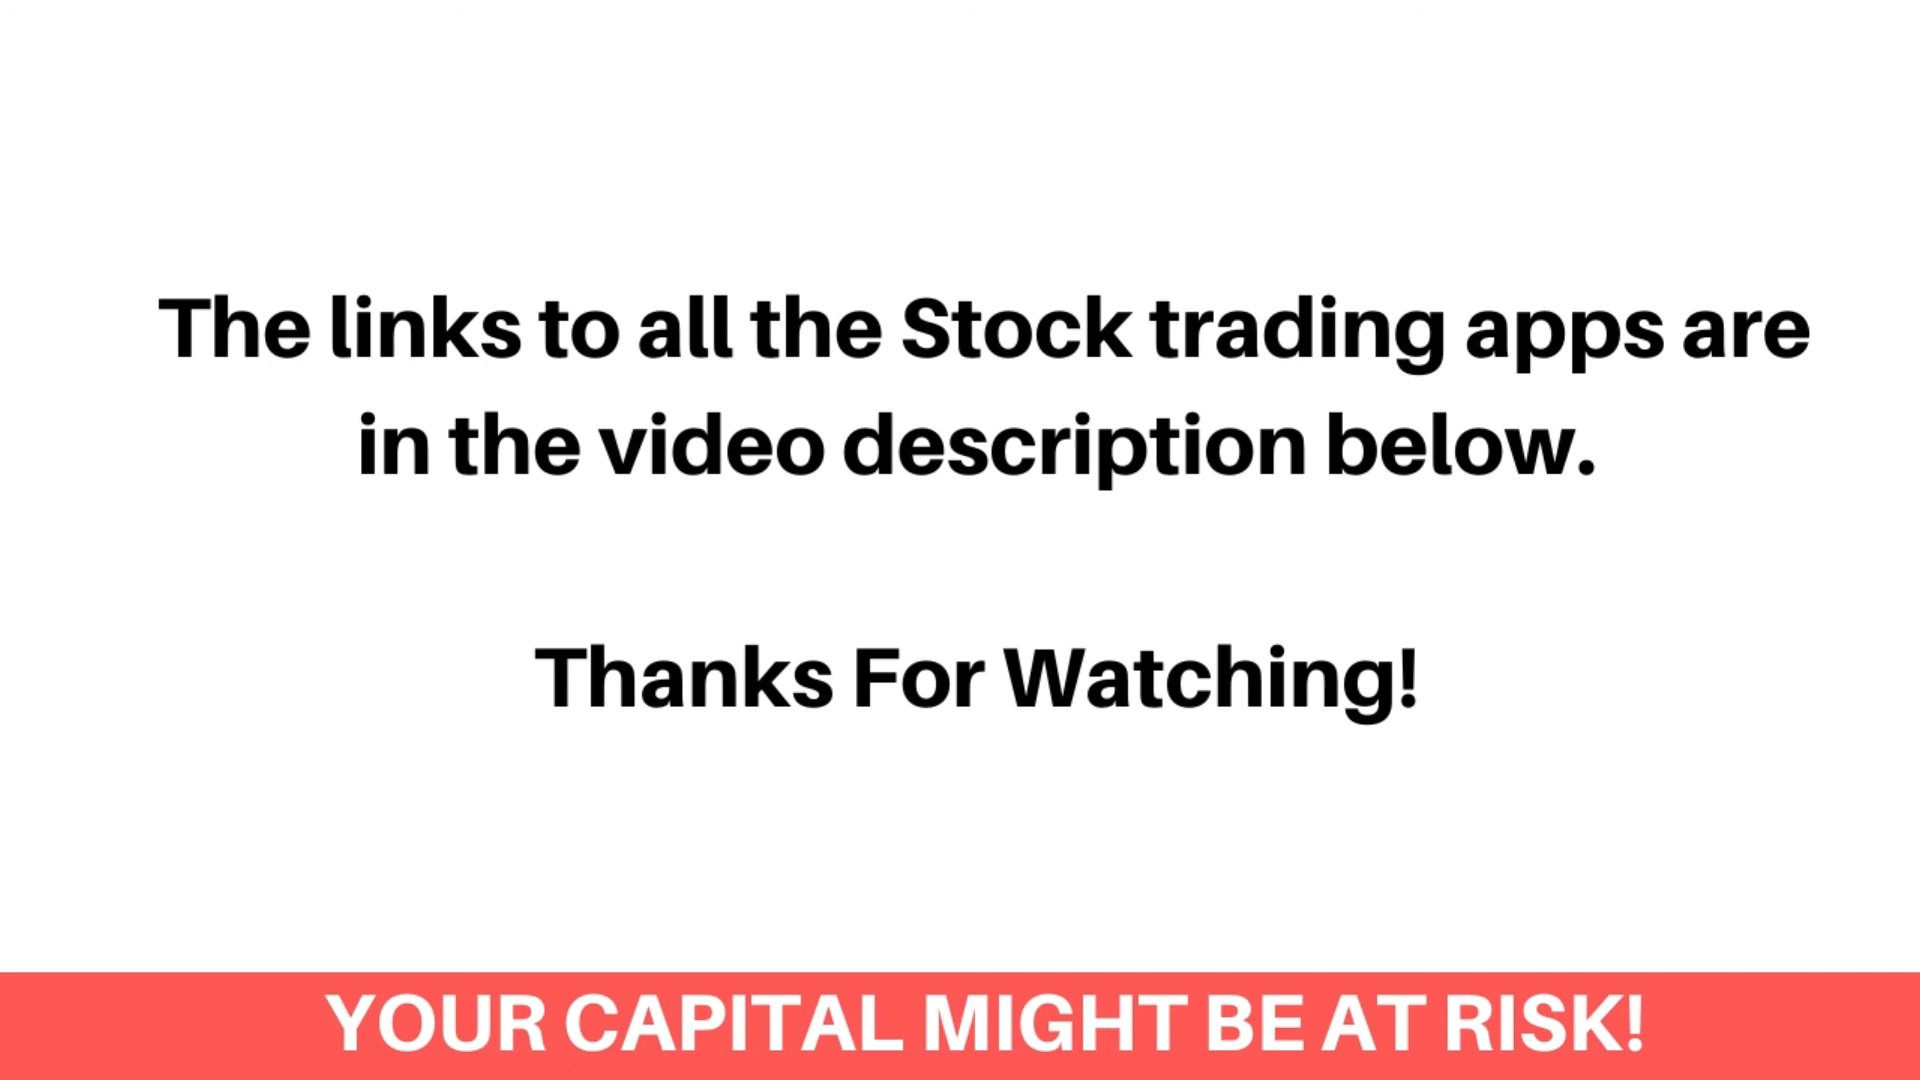 The links to all the Stock trading apps are
in the video description below.
Thanks For Watching!
YOUR CAPITAL MIGHT BE AT RISK!